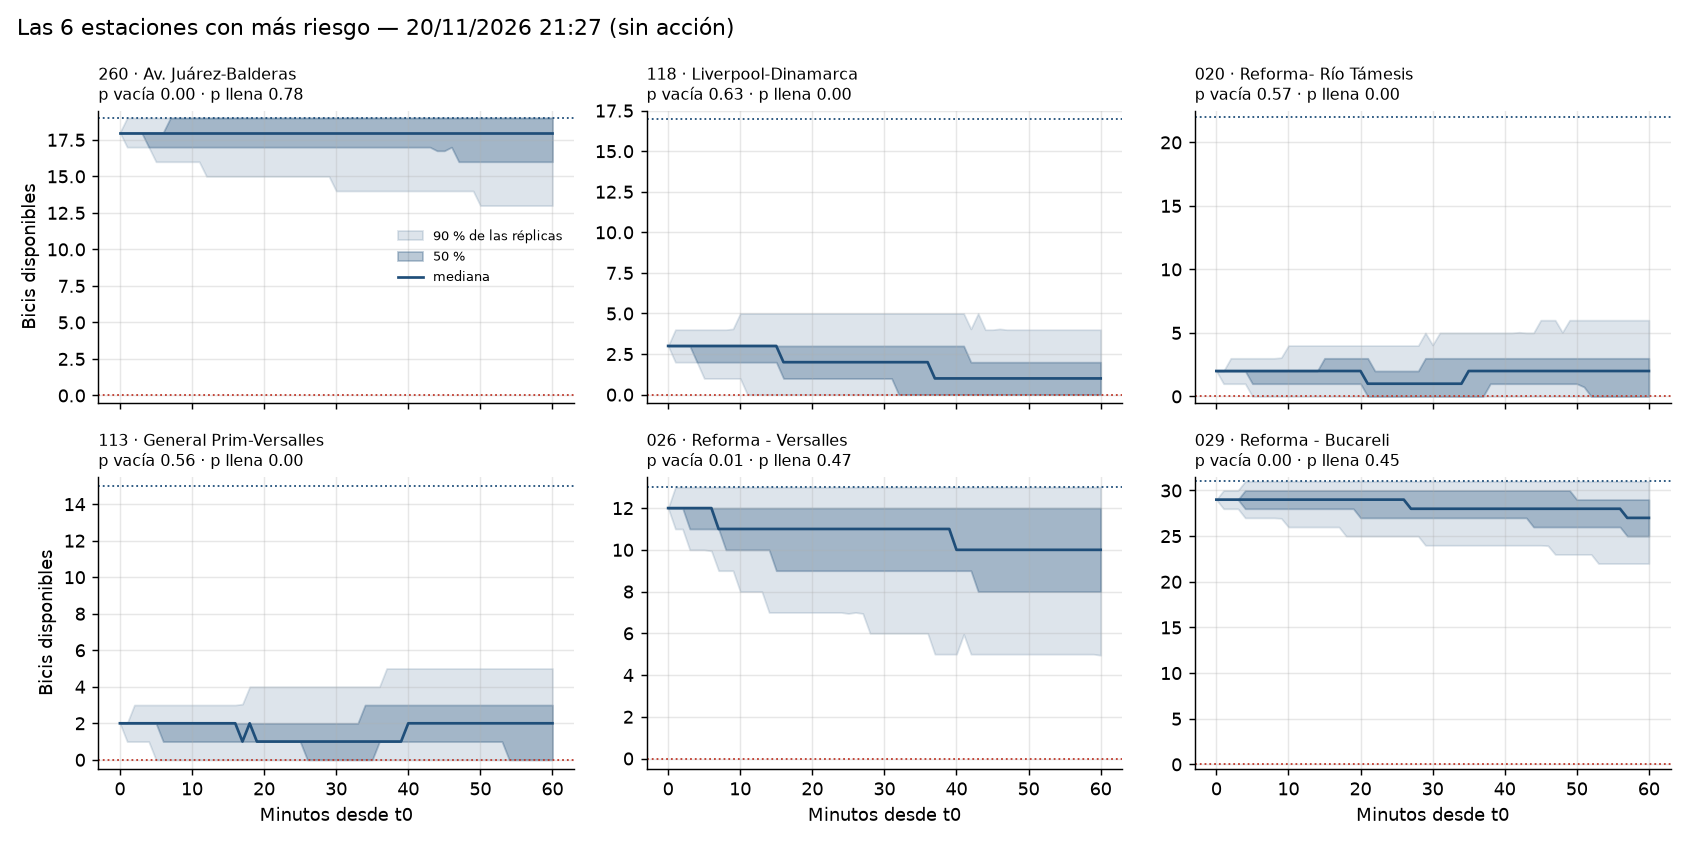 Las 6 estaciones con más riesgo — 20/11/2026 21:27 (sin acción)
260 · Av. Juárez-Balderas
p vacía 0.00 · p llena 0.78
17.5
15.0
12.5
10.0
7.5
5.0
2.5
0.0
Bicis disponibles
90 % de las réplicas
50 %
mediana
118 · Liverpool-Dinamarca
p vacía 0.63 · p llena 0.00
17.5
15.0
12.5
10.0
7.5
5.0
2.5
0.0
020 · Reforma- Río Támesis
p vacía 0.57 · p llena 0.00
20
15
10
5
0
113 · General Prim-Versalles
p vacía 0.56 · p llena 0.00
14
12
10
8
6
4
2
0
Bicis disponibles
0 10 20 30 40 50 60
Minutos desde t0
026 · Reforma - Versalles
p vacía 0.01 · p llena 0.47
12
10
8
6
4
2
0
0 10 20 30 40 50 60
Minutos desde t0
029 · Reforma - Bucareli
p vacía 0.00 · p llena 0.45
30
25
20
15
10
5
0
0 10 20 30 40 50 60
Minutos desde t0